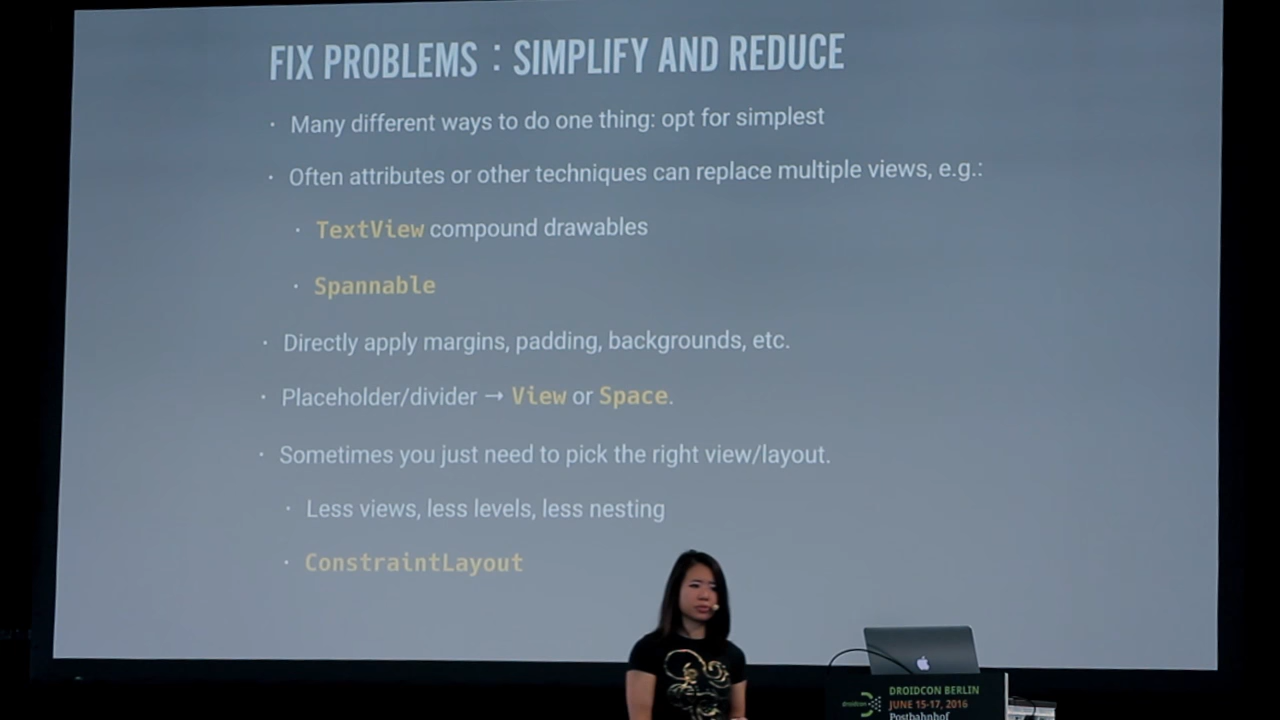 FIX PROBLEMS : SIMPLIFY AND REDUCE
· Many different ways to do one thing: opt for simplest
· Often attributes or other techniques can replace multiple views, e.g.:
· TextView compound drawables
· Spannable
· Directly apply margins, padding, backgrounds, etc.
· Placeholder/divider → View or Space.
· Sometimes you just need to pick the right view/layout.
· Less views, less levels, less nesting
· ConstraintLayout
droidcon
DROIDCON BERLIN
JUNE 15-17, 2016
Postbahnhof